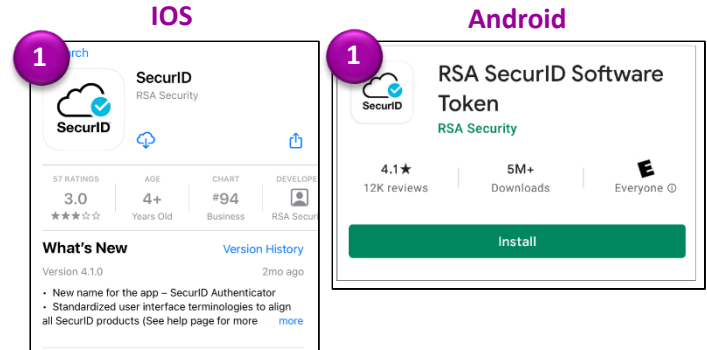 IOS
1
rch
SecurID
SecurID
RSA Security
57 RATINGS
AGE
CHART
DEVELOPE
3.0
4+
#94
★★★☆☆
Years Old
Business
RSA Securi
What's New
Version History
Version 4.1.0
2mo ago
• New name for the app – SecurID Authenticator
• Standardized user interface terminologies to align
all SecurID products (See help page for more
more
Android
1
SecurID
RSA SecurID Software
Token
RSA Security
4.1★
5M+
E
12K reviews
Downloads
Everyone ⓘ
Install